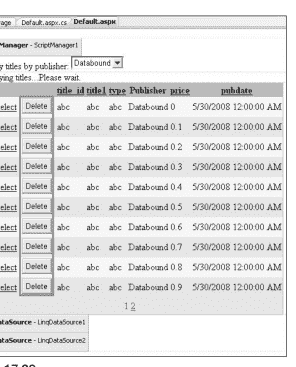 age Default.aspx.cs Default.aspx
Manager - ScriptManager1
y titles by publisher: Databound
ying titles...Please wait.
title id title1 type Publisher price pubdate
elect Delete abc abc abc Databound 0 5/30/2008 12:00:00 AM
elect Delete abc abc abc Databound 0.1 5/30/2008 12:00:00 AM
elect Delete abc abc abc Databound 0.2 5/30/2008 12:00:00 AM
elect Delete abc abc abc Databound 0.3 5/30/2008 12:00:00 AM
elect Delete abc abc abc Databound 0.4 5/30/2008 12:00:00 AM
elect Delete abc abc abc Databound 0.5 5/30/2008 12:00:00 AM
elect Delete abc abc abc Databound 0.6 5/30/2008 12:00:00 AM
elect Delete abc abc abc Databound 0.7 5/30/2008 12:00:00 AM
elect Delete abc abc abc Databound 0.8 5/30/2008 12:00:00 AM
elect Delete abc abc abc Databound 0.9 5/30/2008 12:00:00 AM
1 2
ataSource - LinqDataSource1
ataSource - LinqDataSource2